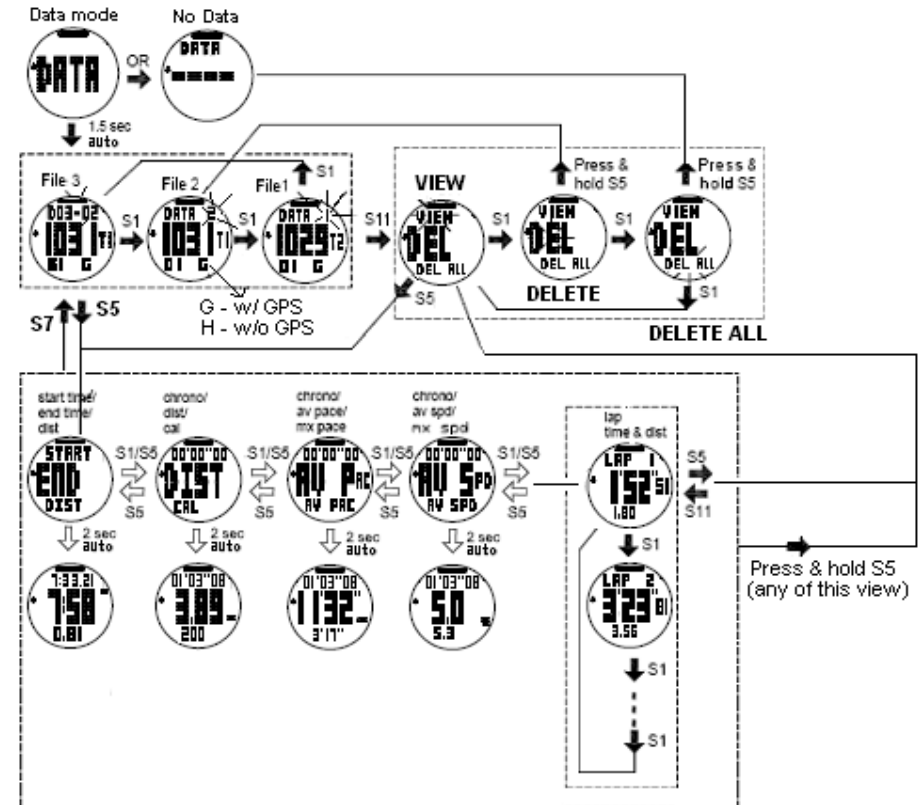 Data mode
No Data
DATA
OR
DATA
1.5 sec
auto
File 3
File 2
File1
S1
VIEW
Press &
hold S5
Press &
hold S5
D03-02
1031 T1
G
S1
DATA 2
1031 T1
01 G
S1
DATA
1029 T2
01 G
S11
VIEW
DEL
DEL ALL
S1
VIEW
DEL
DEL ALL
S1
VIEW
DEL
DEL ALL
S5
DELETE
S1
G - w/ GPS
H - w/o GPS
DELETE ALL
S7
S5
start time/
end time/
dist
chrono/
dist/
cal
chrono/
av pace/
mx pace
chrono/
av spd/
mx spd
lap
time & dist
START
END
DIST
S1/S5
S5
00'00"00
DIST
CAL
S1/S5
S5
00'00"00
AV PAC
AV PAC
S1/S5
S5
00'00"00
AV SPD
AV SPD
S1/S5
S5
LAP 1
1'52"51
1.80
S5
S11
2 sec
auto
2 sec
auto
2 sec
auto
2 sec
auto
S1
7:33.21
7:58
0.81
01'03"08
3.89
200
01'03"08
11'32"
3'17"
01'03"08
5.0
5.3
LAP 2
3'23"81
3.56
Press & hold S5
(any of this view)
S1
S1